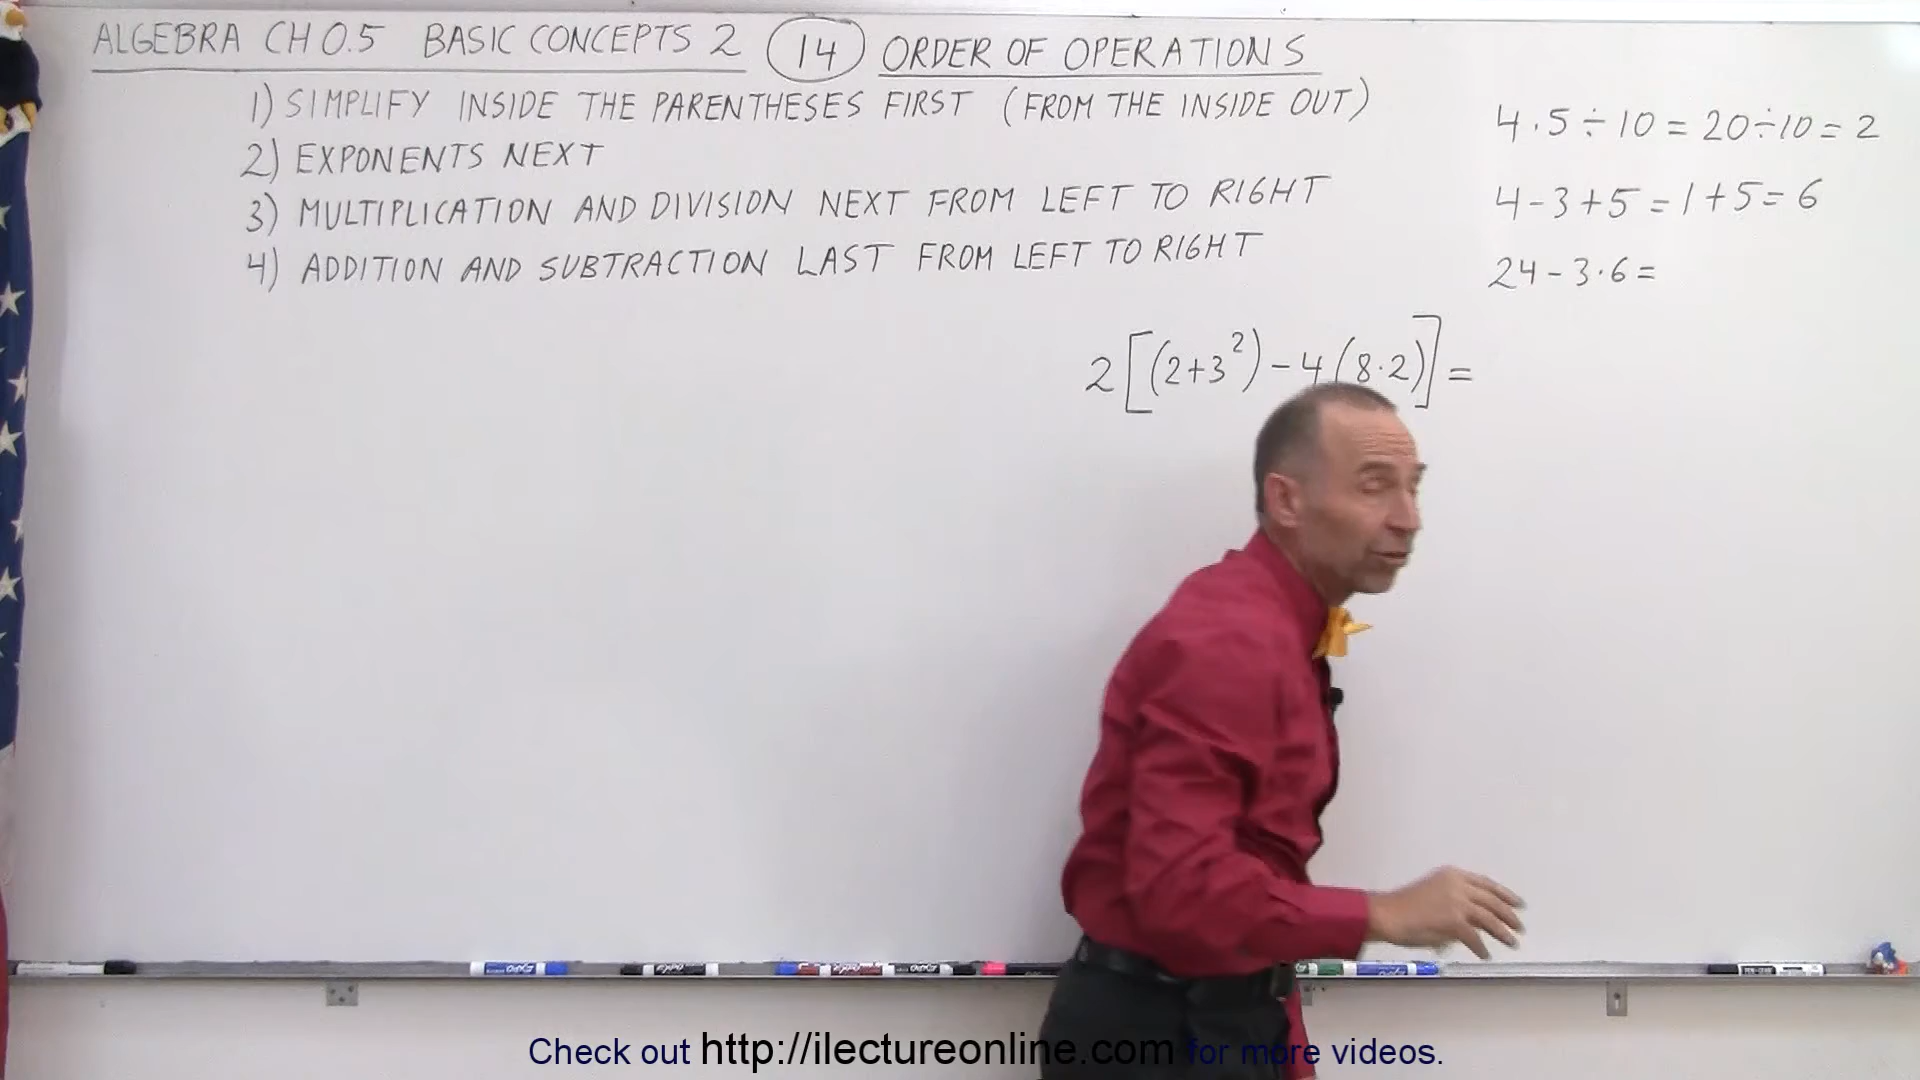 ALGEBRA CH 0.5 BASIC CONCEPTS 2 14 ORDER OF OPERATIONS
1) SIMPLIFY INSIDE THE PARENTHESES FIRST (FROM THE INSIDE OUT)
2) EXPONENTS NEXT
3) MULTIPLICATION AND DIVISION NEXT FROM LEFT TO RIGHT
4) ADDITION AND SUBTRACTION LAST FROM LEFT TO RIGHT
4·5÷10=20÷10=2
4-3+5=1+5=6
24-3·6=
2[(2+3²)-4(8·2)]=
Check out http://ilectureonline.com for more videos.